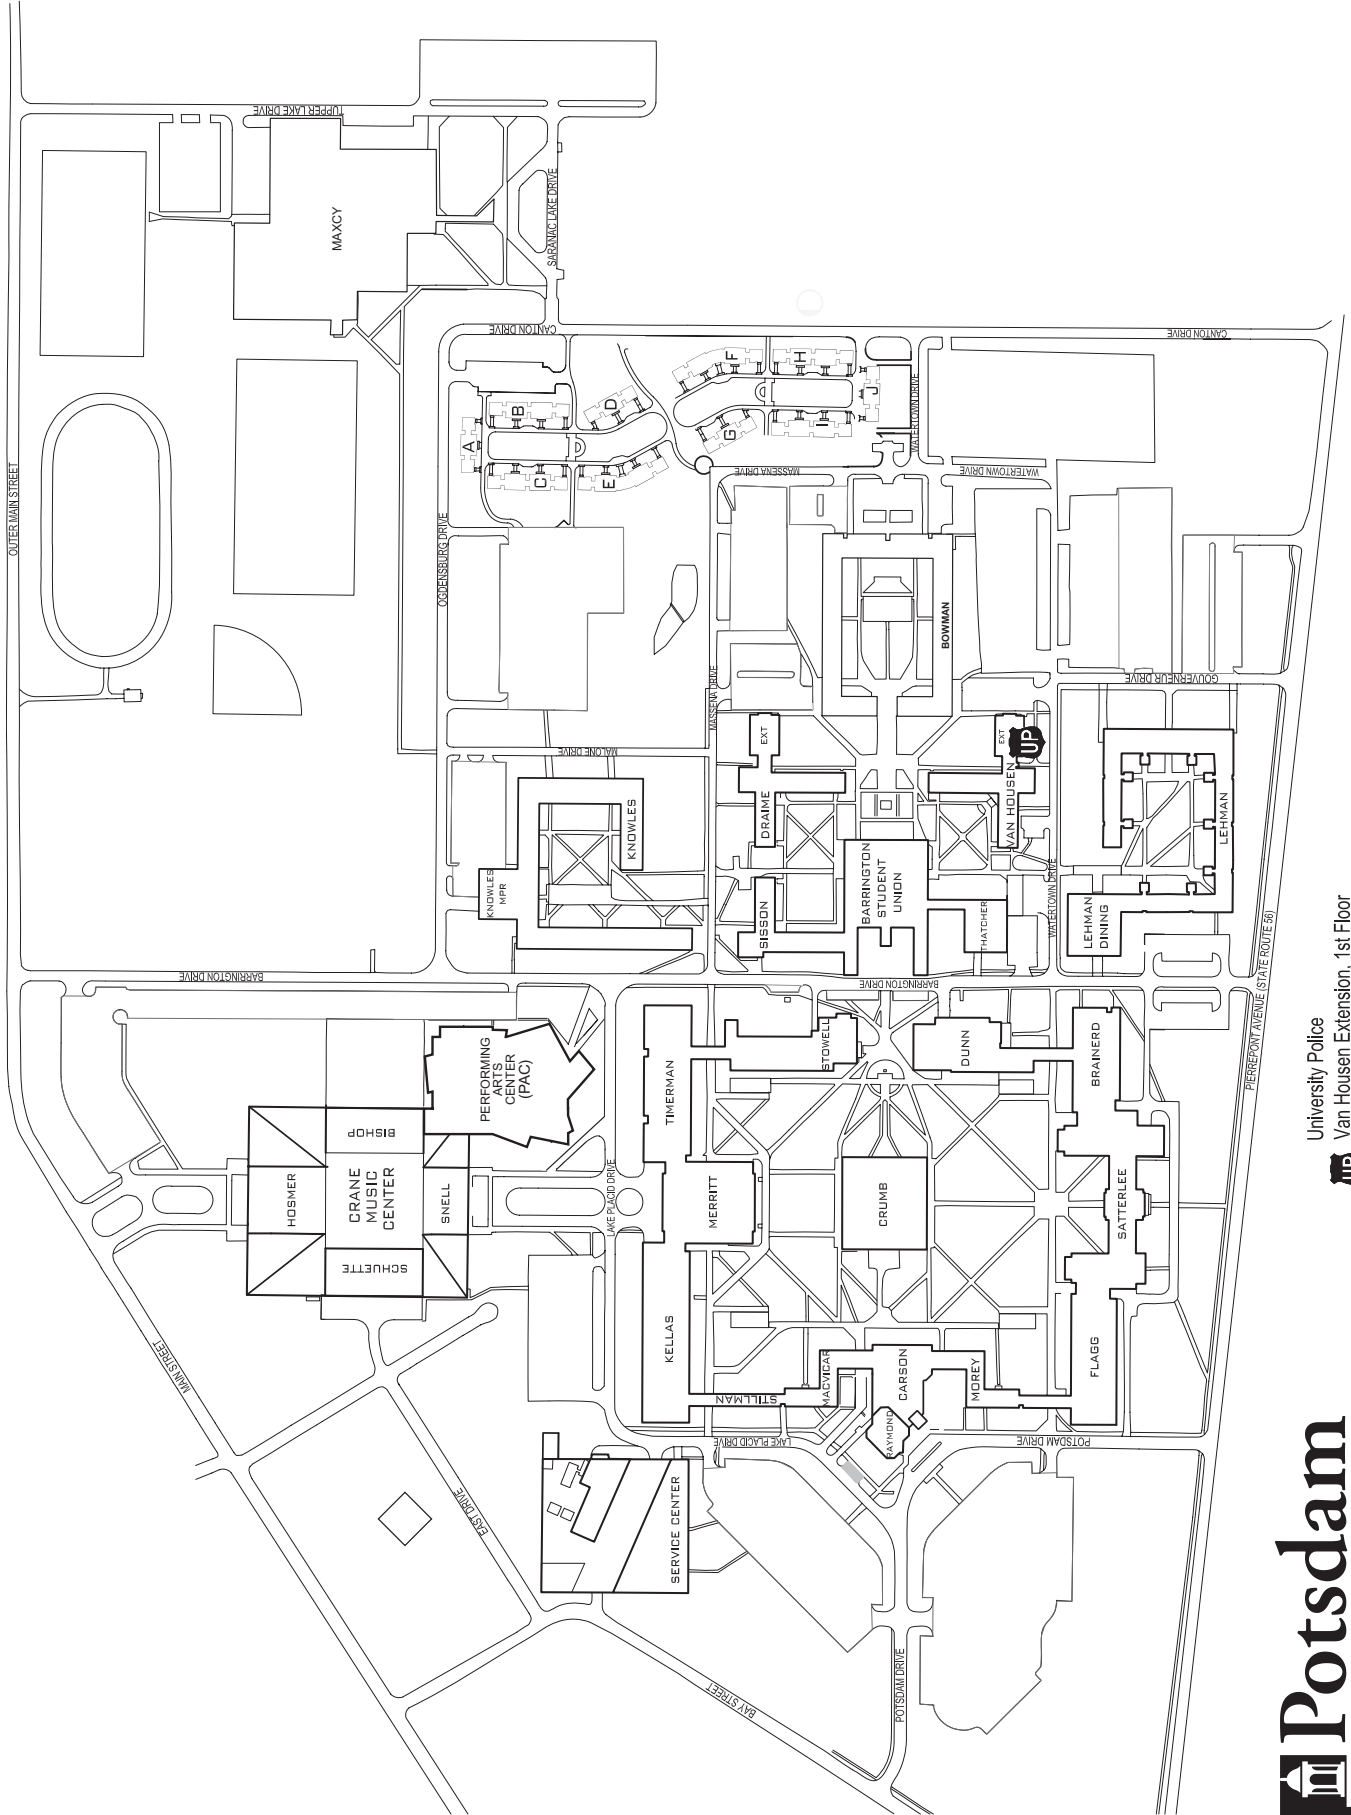 OUTER MAIN STREET
TUPPER LAKE DRIVE
MAXCY
SARANAC LAKE DRIVE
CANTON DRIVE
CANTON DRIVE
A
B
C
D
E
F
G
H
I
J
WATERTOWN DRIVE
WATERTOWN DRIVE
MASSENA DRIVE
OGDENSBURG DRIVE
BOWMAN
MASSENA DRIVE
GOUVERNEUR DRIVE
MALONE DRIVE
EXT
DRAIME
EXT
UP
VAN HOUSEN
KNOWLES
KNOWLES
MPR
SISSON
BARRINGTON
STUDENT
UNION
THATCHER
WATERTOWN DRIVE
LEHMAN
LEHMAN
DINING
BARRINGTON DRIVE
BARRINGTON DRIVE
PIERREPONT AVENUE (STATE ROUTE 56)
PERFORMING
ARTS
CENTER
(PAC)
BISHOP
HOSMER
CRANE
MUSIC
CENTER
SNELL
SCHUETTE
TIMERMAN
STOWELL
DUNN
BRAINERD
LAKE PLACID DRIVE
MERRITT
CRUMB
SATTERLEE
KELLAS
STILLMAN
MACVICAR
CARSON
MOREY
FLAGG
RAYMOND
MAIN STREET
LAKE PLACID DRIVE
POTSDAM DRIVE
EAST DRIVE
SERVICE CENTER
BAY STREET
POTSDAM DRIVE
University Police
UP Van Housen Extension, 1st Floor
Potsdam